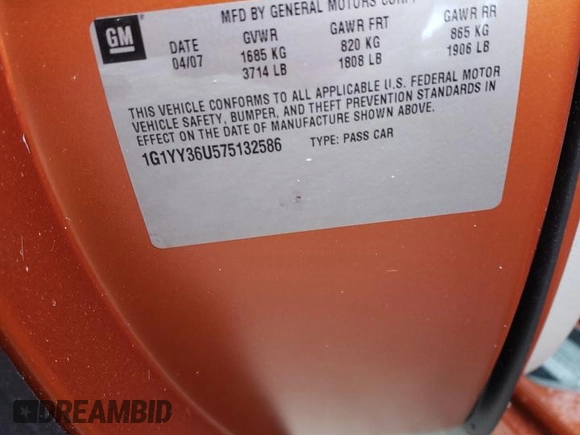 MFD BY GENERAL MOTORS CORP
GM
DATE GVWR GAWR FRT GAWR RR
04/07 1685 KG 820 KG 865 KG
3714 LB 1808 LB 1906 LB
THIS VEHICLE CONFORMS TO ALL APPLICABLE U.S. FEDERAL MOTOR
VEHICLE SAFETY, BUMPER, AND THEFT PREVENTION STANDARDS IN
EFFECT ON THE DATE OF MANUFACTURE SHOWN ABOVE.
1G1YY36U575132586 TYPE: PASS CAR
DREAMBID